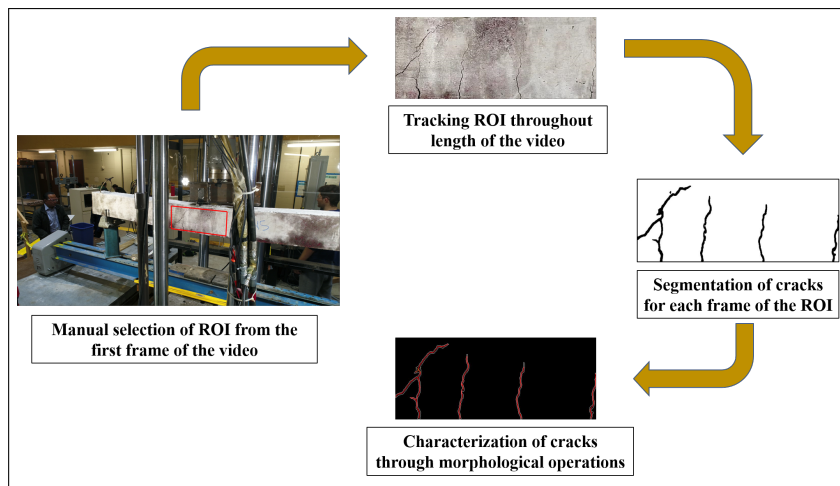 Tracking ROI throughout
length of the video
Manual selection of ROI from the
first frame of the video
Segmentation of cracks
for each frame of the ROI
Characterization of cracks
through morphological operations